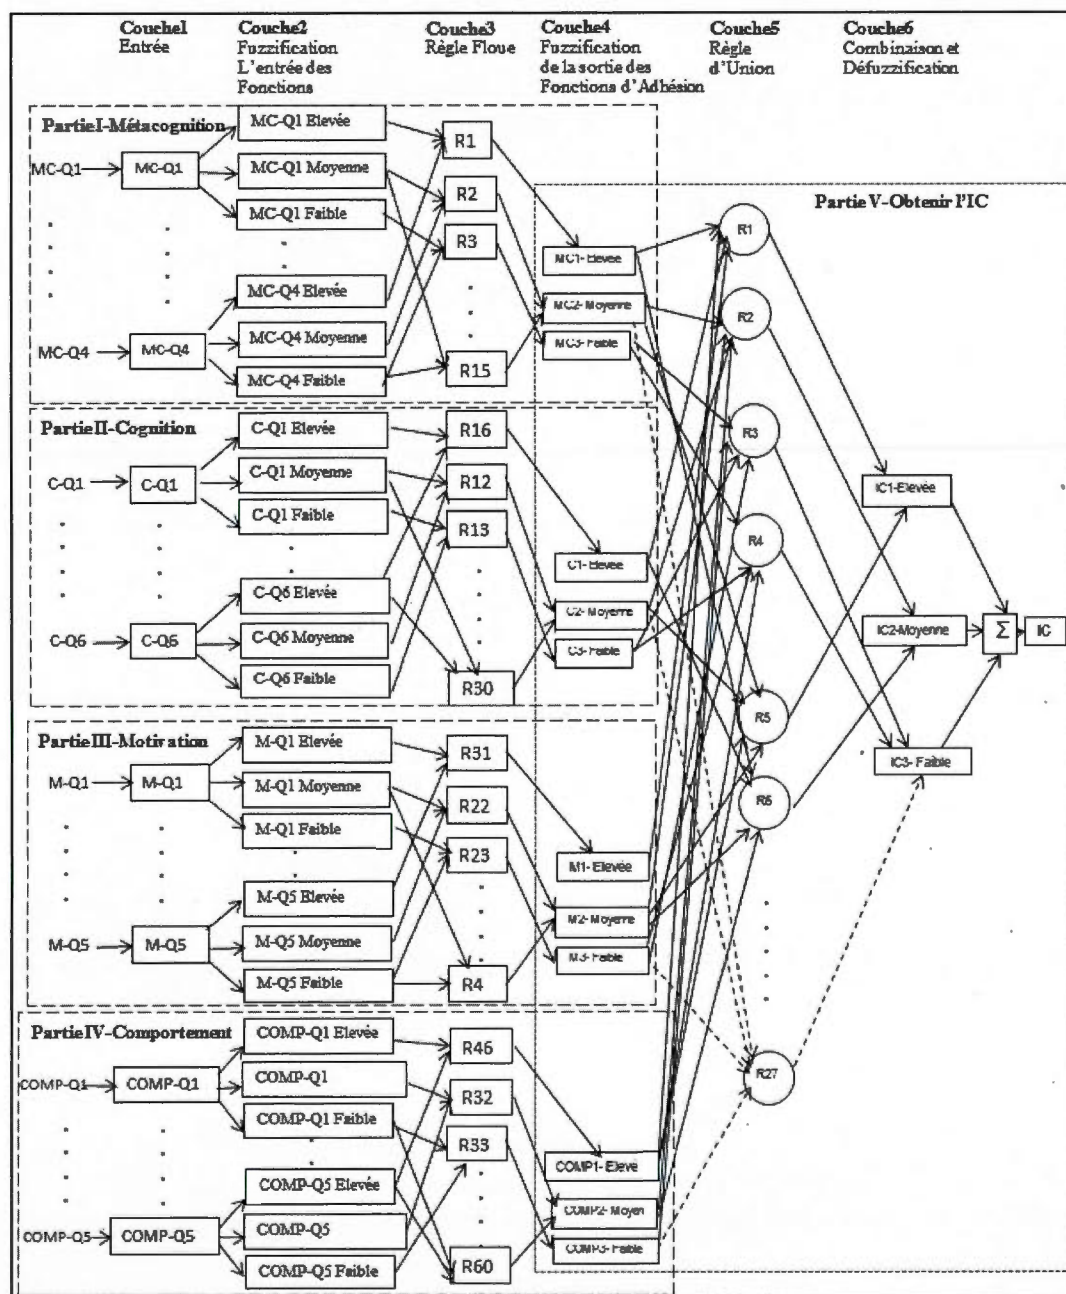 Couche1
Entrée
Couche2
Fuzzification
L'entrée des
Fonctions
Couche3
Règle Floue
Couche4
Fuzzification
de la sortie des
Fonctions d'Adhésion
Couche5
Règle
d'Union
Couche6
Combinaison et
Défuzzification
Partie I-Métacognition
MC-Q1
MC-Q1
MC-Q1 Elevée
MC-Q1 Moyenne
MC-Q1 Faible
MC-Q4
MC-Q4
MC-Q4 Elevée
MC-Q4 Moyenne
MC-Q4 Faible
R1
R2
R3
R15
MC1- Elevée
MC2- Moyenne
MC3- Faible
Partie II-Cognition
C-Q1
C-Q1
C-Q1 Elevée
C-Q1 Moyenne
C-Q1 Faible
C-Q6
C-Q6
C-Q6 Elevée
C-Q6 Moyenne
C-Q6 Faible
R16
R12
R13
R30
C1- Elevée
C2- Moyenne
C3- Faible
Partie III-Motivation
M-Q1
M-Q1
M-Q1 Elevée
M-Q1 Moyenne
M-Q1 Faible
M-Q5
M-Q5
M-Q5 Elevée
M-Q5 Moyenne
M-Q5 Faible
R31
R22
R23
R4
M1- Elevée
M2- Moyenne
M3- Faible
Partie IV-Comportement
COMP-Q1
COMP-Q1
COMP-Q1 Elevée
COMP-Q1
COMP-Q1 Faible
COMP-Q5
COMP-Q5
COMP-Q5 Elevée
COMP-Q5
COMP-Q5 Faible
R46
R32
R33
R60
COMP1- Elevé
COMP2- Moyen
COMP3- Faible
Partie V-Obtenir l'IC
R1
R2
R3
R4
R5
R6
R27
IC1-Elevée
IC2-Moyenne
IC3- Faible
Σ
IC